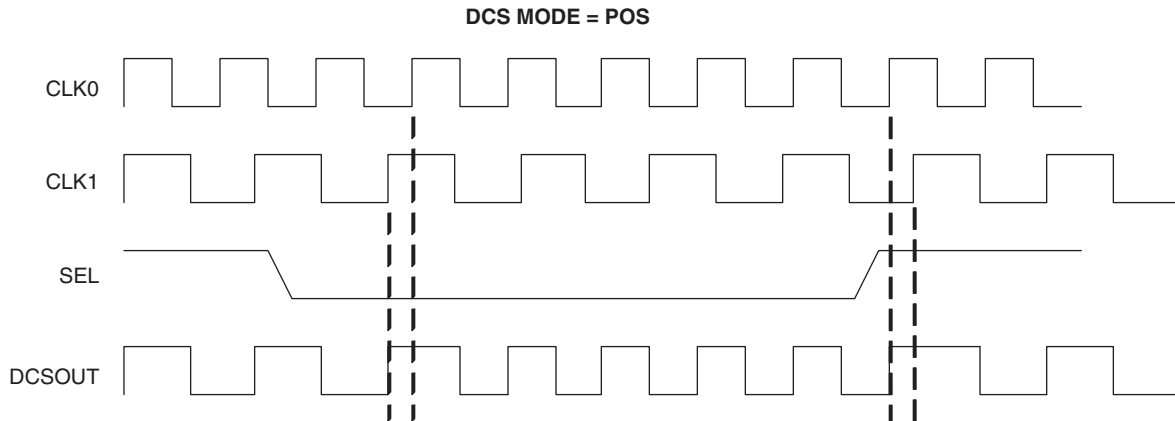 DCS MODE = POS
CLK0
CLK1
SEL
DCSOUT